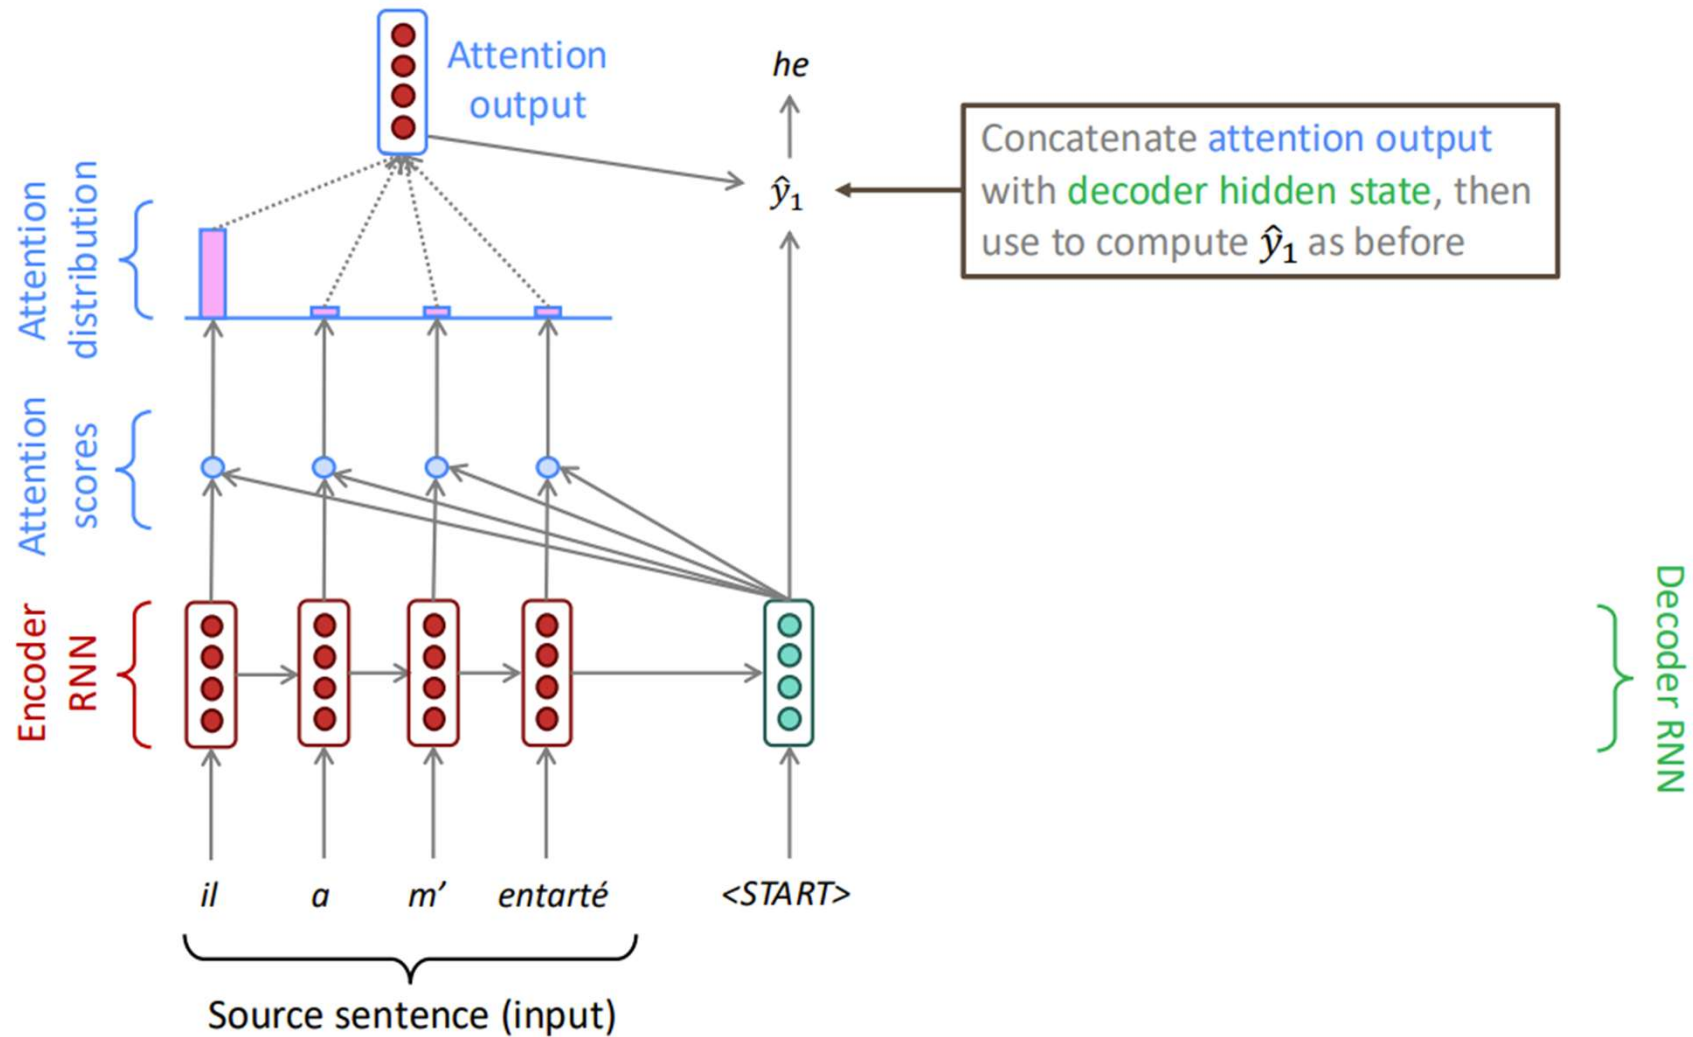 Attention
output
he
Concatenate attention output
with decoder hidden state, then
use to compute ŷ₁ as before
ŷ₁
Attention
distribution
Attention
scores
Encoder
RNN
Decoder RNN
il a m’ entarté <START>
Source sentence (input)